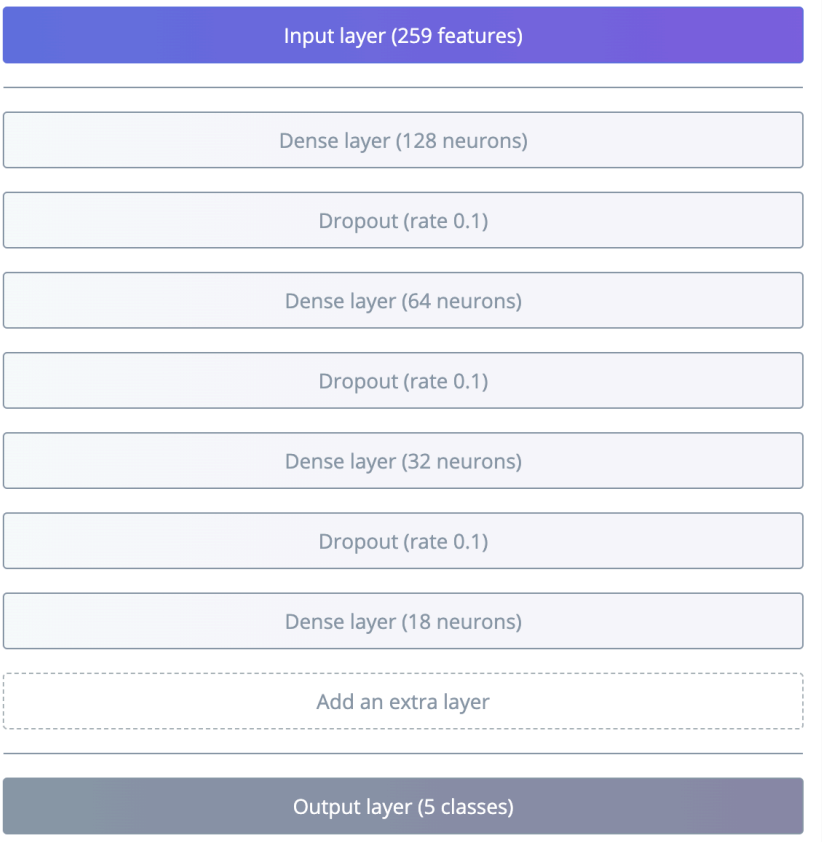 Input layer (259 features)
Dense layer (128 neurons)
Dropout (rate 0.1)
Dense layer (64 neurons)
Dropout (rate 0.1)
Dense layer (32 neurons)
Dropout (rate 0.1)
Dense layer (18 neurons)
Add an extra layer
Output layer (5 classes)